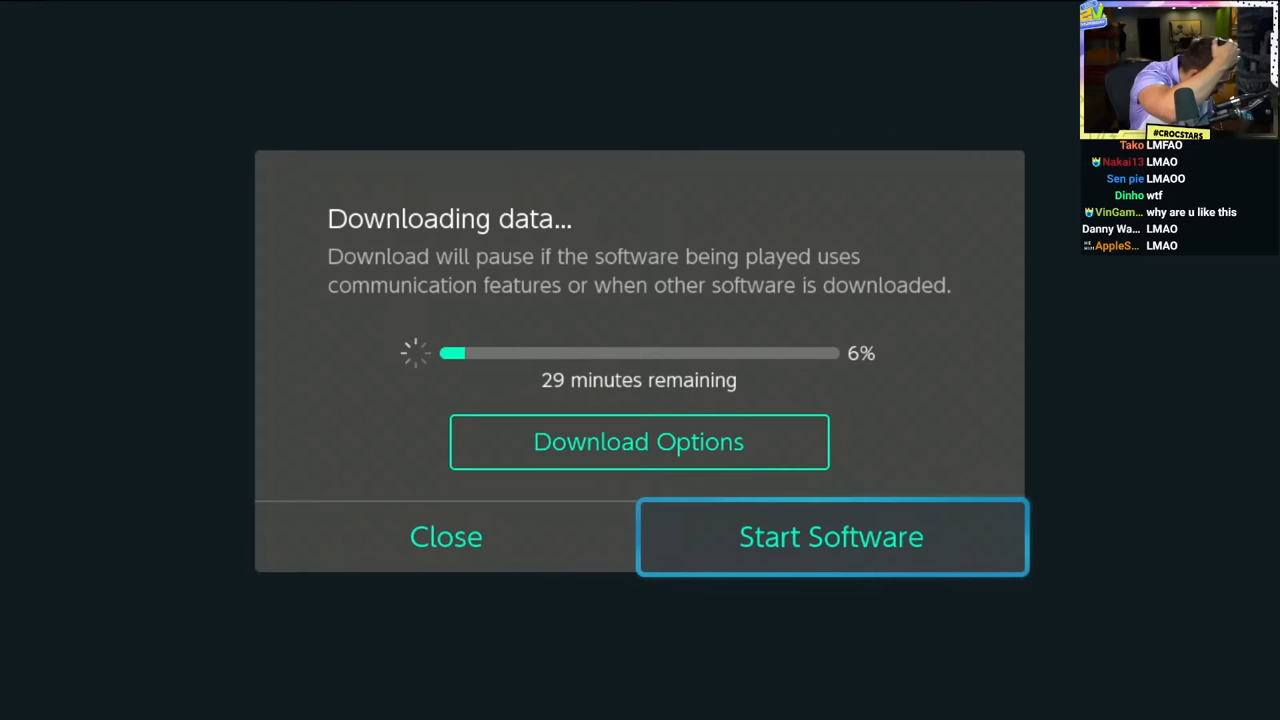 Downloading data...
Download will pause if the software being played uses
communication features or when other software is downloaded.
6%
29 minutes remaining
Download Options
Close
Start Software
#CROCSTARS
Tako LMFAO
Nakai13 LMAO
Sen pie LMAOO
Dinho wtf
VinGam... why are u like this
Danny Wa... LMAO
AppleS... LMAO